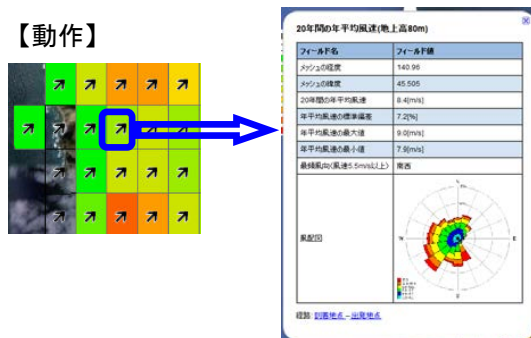 【動作】
20年間の年平均風速(地上高80m)
フィールド名 フィールド値
メッシュの経度 140.96
メッシュの緯度 45.505
20年間の年平均風速 8.4[m/s]
年平均風速の標準偏差 7.2[%]
年平均風速の最大値 9.0[m/s]
年平均風速の最小値 7.9[m/s]
最頻風向(風速5.5m/s以上) 南西
風配図
N
W E
S
経路: 到着地点 - 出発地点